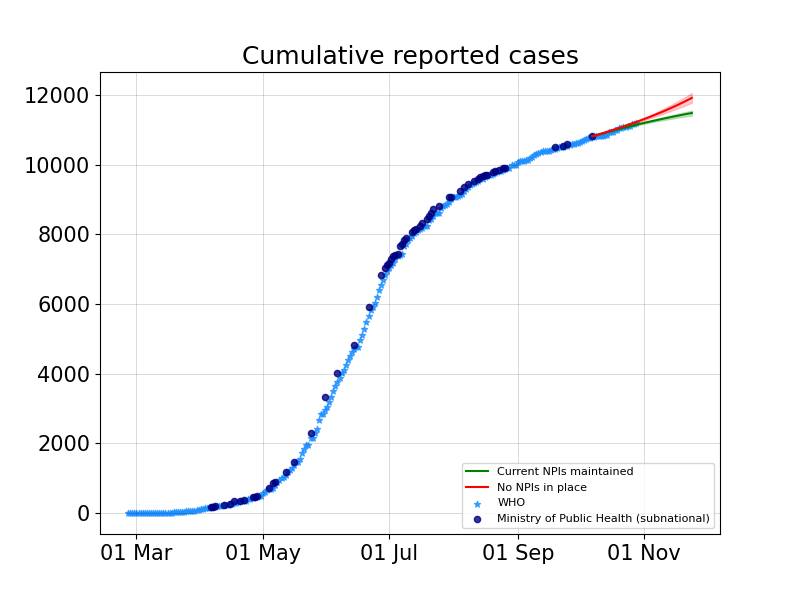 Cumulative reported cases
12000
10000
8000
6000
4000
2000
0
01 Mar
01 May
01 Jul
01 Sep
01 Nov
Current NPIs maintained
No NPIs in place
WHO
Ministry of Public Health (subnational)